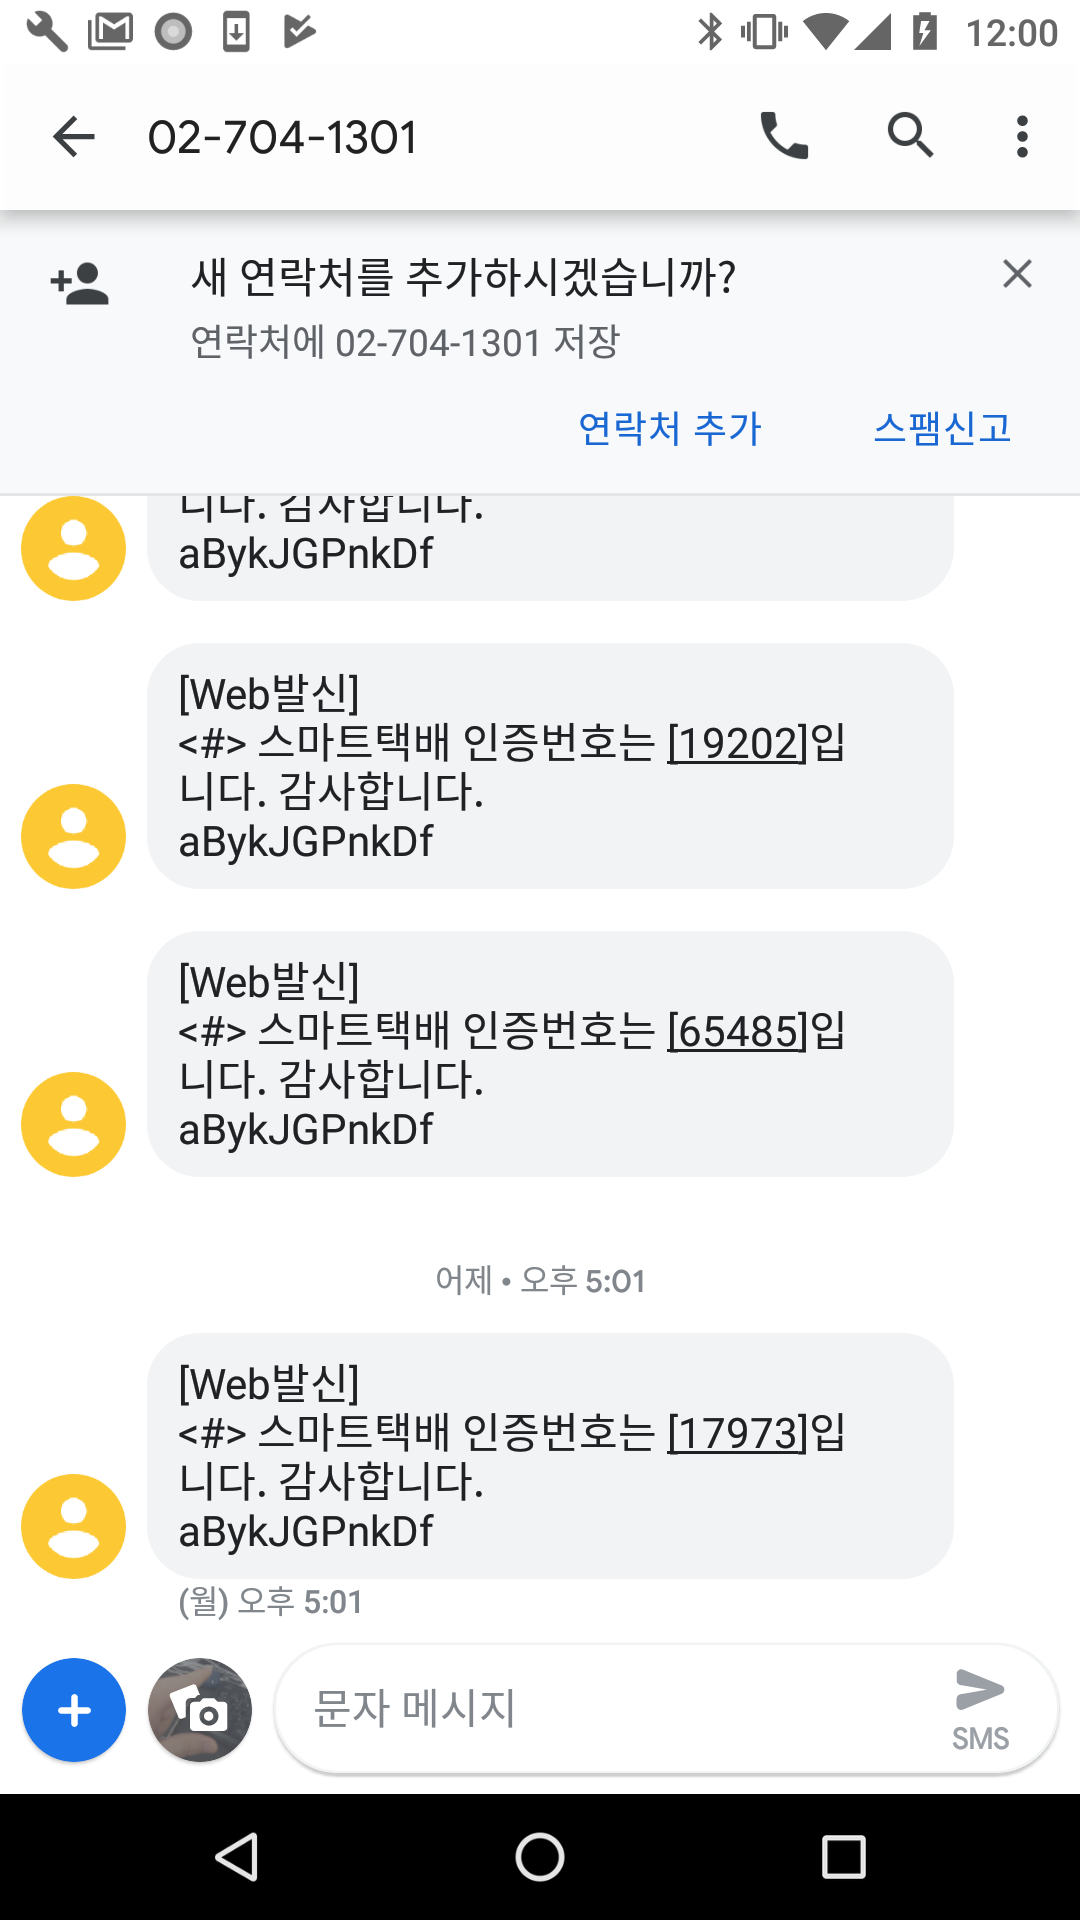 12:00
02-704-1301
새 연락처를 추가하시겠습니까?
연락처에 02-704-1301 저장
연락처 추가 스팸신고
니다. 감사합니다.
aBykJGPnkDf
[Web발신]
<#> 스마트택배 인증번호는 [19202]입
니다. 감사합니다.
aBykJGPnkDf
[Web발신]
<#> 스마트택배 인증번호는 [65485]입
니다. 감사합니다.
aBykJGPnkDf
어제 • 오후 5:01
[Web발신]
<#> 스마트택배 인증번호는 [17973]입
니다. 감사합니다.
aBykJGPnkDf
(월) 오후 5:01
문자 메시지
SMS